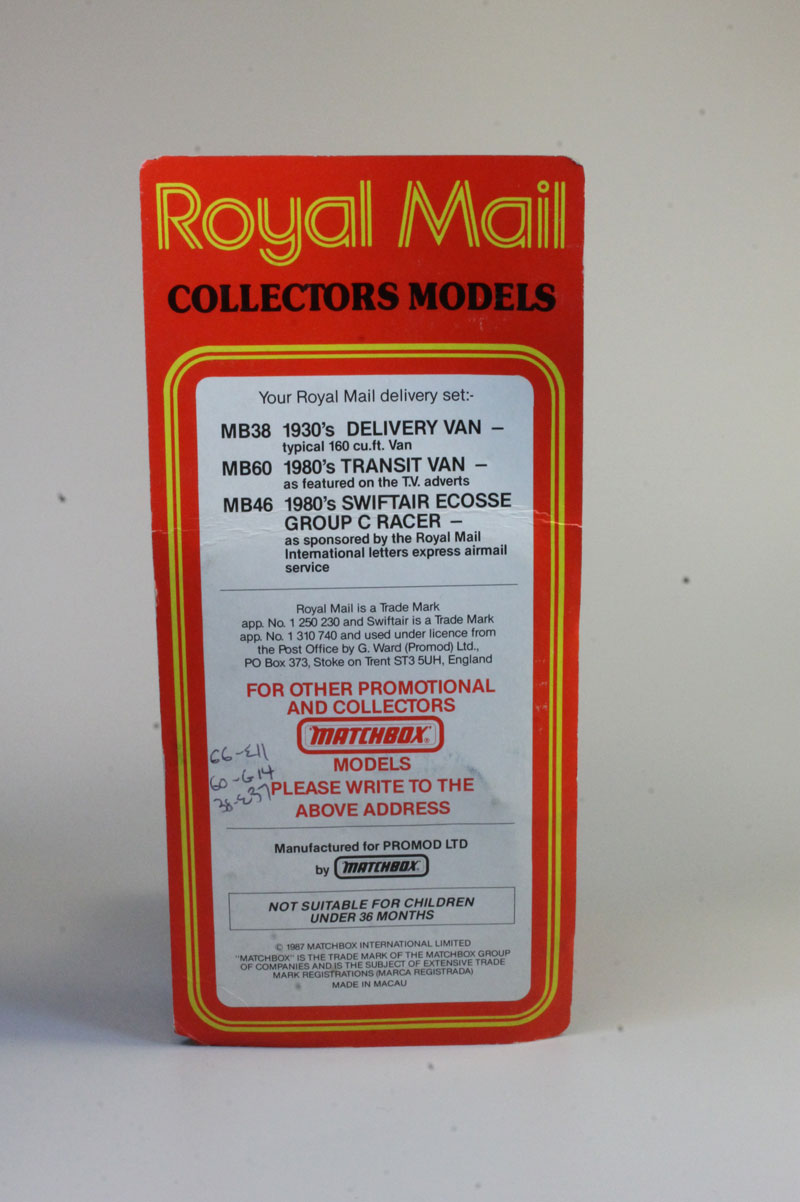 Royal Mail
COLLECTORS MODELS
Your Royal Mail delivery set:-
MB38 1930's DELIVERY VAN –
typical 160 cu.ft. Van
MB60 1980's TRANSIT VAN –
as featured on the T.V. adverts
MB46 1980's SWIFTAIR ECOSSE
GROUP C RACER –
as sponsored by the Royal Mail
International letters express airmail
service
Royal Mail is a Trade Mark
app. No. 1 250 230 and Swiftair is a Trade Mark
app. No. 1 310 740 and used under licence from
the Post Office by G. Ward (Promod) Ltd.,
PO Box 373, Stoke on Trent ST3 5UH, England
FOR OTHER PROMOTIONAL
AND COLLECTORS
"MATCHBOX"
MODELS
PLEASE WRITE TO THE
ABOVE ADDRESS
66-E11
60-G14
38-E37
Manufactured for PROMOD LTD
by "MATCHBOX"
NOT SUITABLE FOR CHILDREN
UNDER 36 MONTHS
© 1987 MATCHBOX INTERNATIONAL LIMITED
"MATCHBOX" IS THE TRADE MARK OF THE MATCHBOX GROUP
OF COMPANIES AND IS THE SUBJECT OF EXTENSIVE TRADE
MARK REGISTRATIONS (MARCA REGISTRADA)
MADE IN MACAU